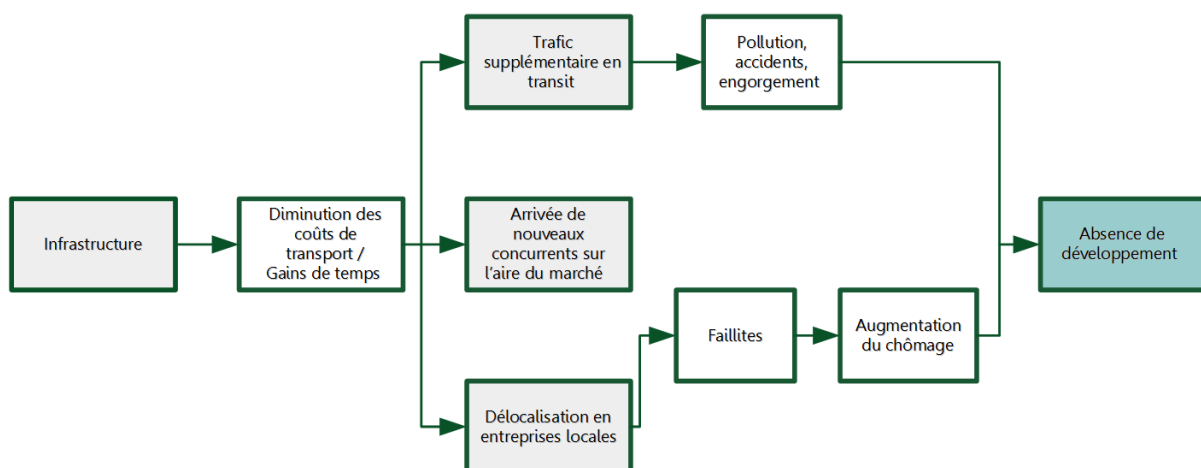 Trafic
supplémentaire en
transit
Pollution,
accidents,
engorgement
Infrastructure
Diminution des
coûts de
transport /
Gains de temps
Arrivée de
nouveaux
concurrents sur
l'aire du marché
Absence de
développement
Faillites
Augmentation
du chômage
Délocalisation en
entreprises locales